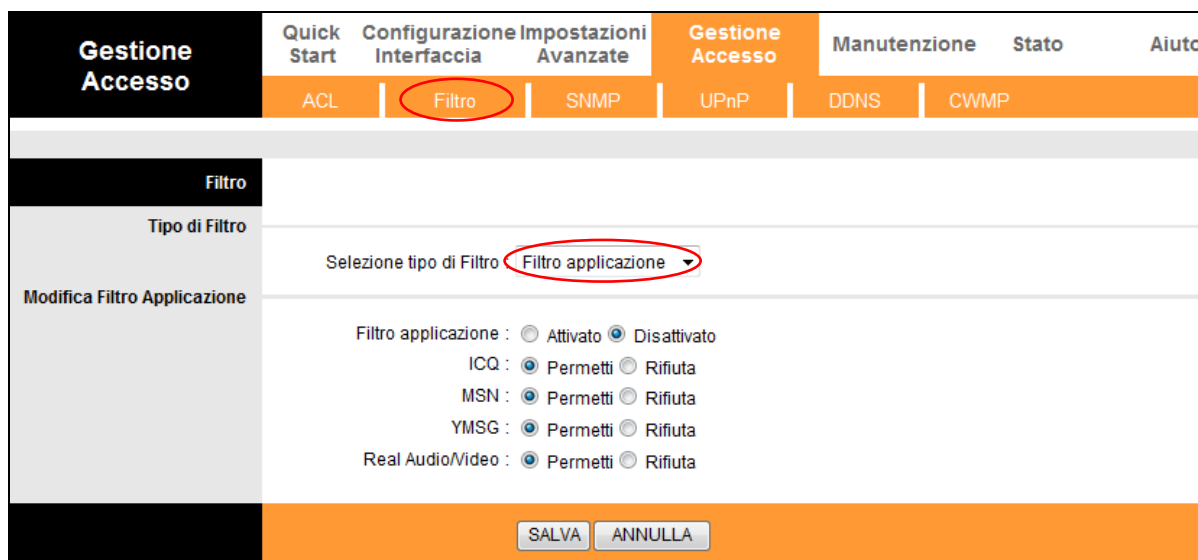 Gestione Accesso
Quick Start
Configurazione Interfaccia
Impostazioni Avanzate
Gestione Accesso
Manutenzione
Stato
Aiuto
ACL
Filtro
SNMP
UPnP
DDNS
CWMP
Filtro
Tipo di Filtro
Selezione tipo di Filtro : Filtro applicazione
Modifica Filtro Applicazione
Filtro applicazione : Attivato Disattivato
ICQ : Permetti Rifiuta
MSN : Permetti Rifiuta
YMSG : Permetti Rifiuta
Real Audio/Video : Permetti Rifiuta
SALVA ANNULLA